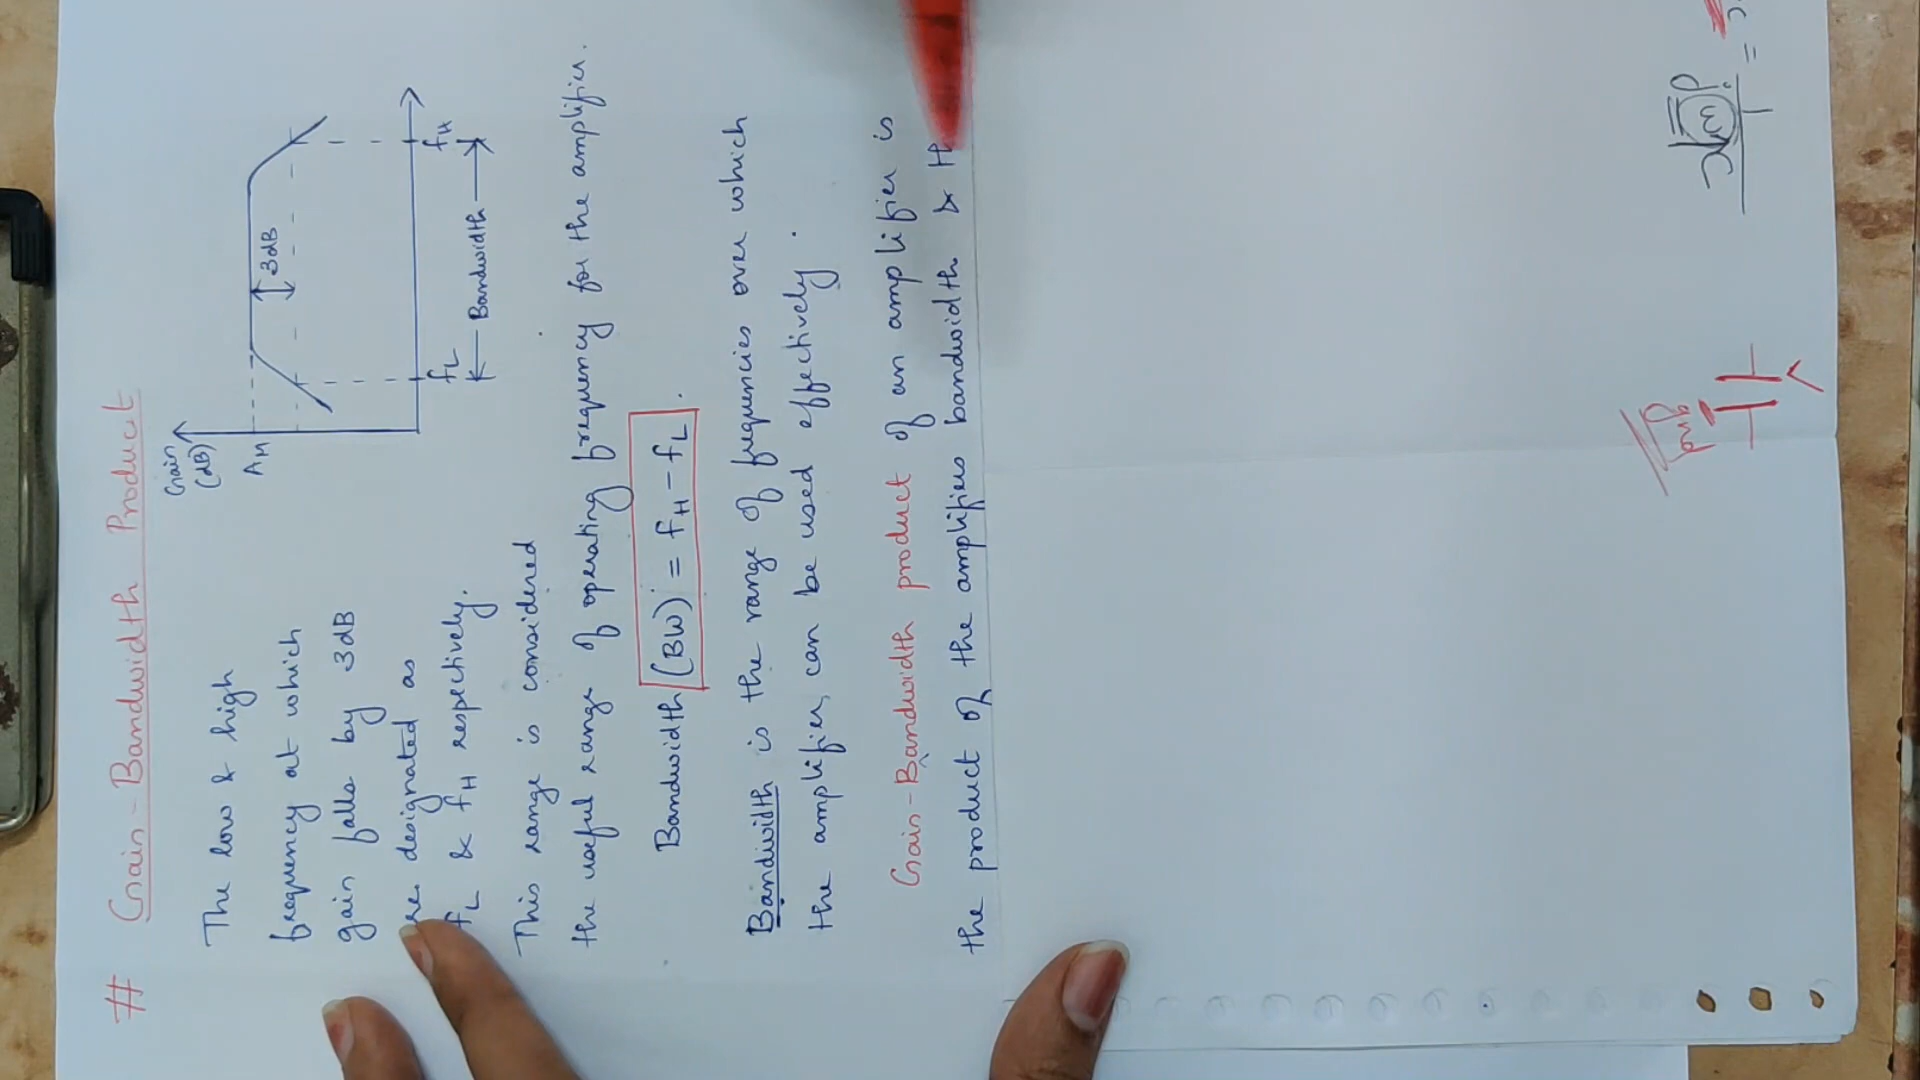 # Gain-Bandwidth Product
The low & high
frequency at which
gain falls by 3dB
are designated as
fL & fH respectively.
Gain
(dB)
AM
3dB
fL
fH
Bandwidth
This range is considered
the useful range of operating frequency for the amplifier.
Bandwidth (BW) = fH - fL.
Bandwidth is the range of frequencies over which
the amplifier, can be used effectively.
Gain-Bandwidth product of an amplifier is
the product of the amplifiers bandwidth &